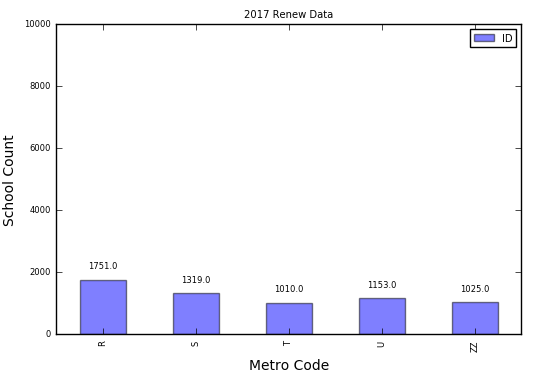 2017 Renew Data
ID
School Count
10000
8000
6000
4000
2000
0
1751.0
1319.0
1010.0
1153.0
1025.0
R
S
T
U
ZZ
Metro Code